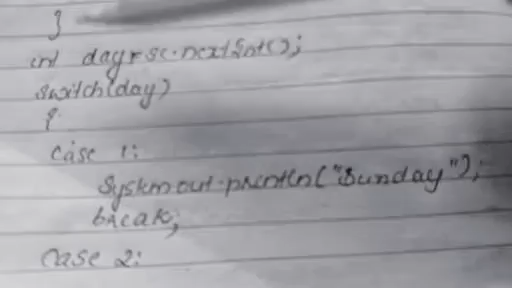 }
int day = sc.nextInt();
switch(day)
{
case 1:
System.out.println("Sunday");
break;
case 2: